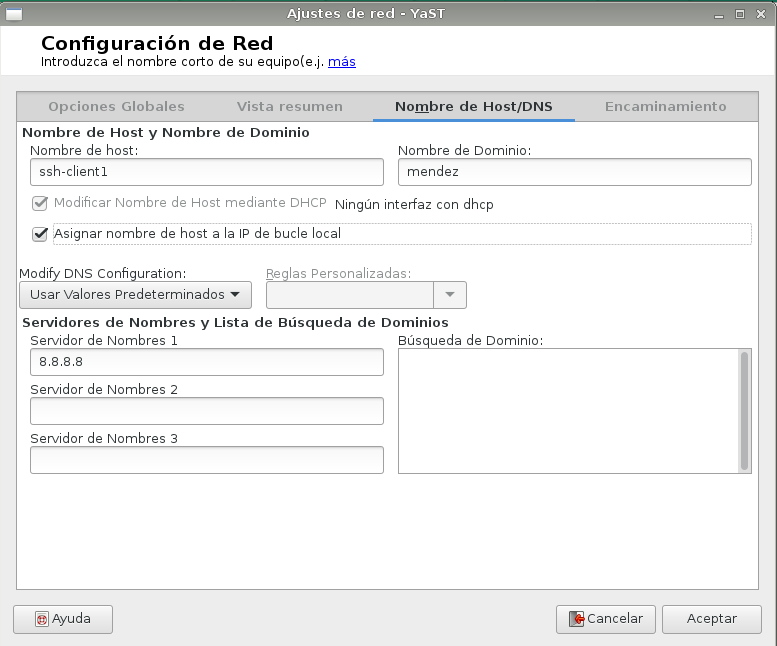 Ajustes de red - YaST
Configuración de Red
Introduzca el nombre corto de su equipo(e.j. más
Opciones Globales Vista resumen Nombre de Host/DNS Encaminamiento
Nombre de Host y Nombre de Dominio
Nombre de host: Nombre de Dominio:
ssh-client1 mendez
Modificar Nombre de Host mediante DHCP Ningún interfaz con dhcp
Asignar nombre de host a la IP de bucle local
Modify DNS Configuration: Reglas Personalizadas:
Usar Valores Predeterminados
Servidores de Nombres y Lista de Búsqueda de Dominios
Servidor de Nombres 1 Búsqueda de Dominio:
8.8.8.8
Servidor de Nombres 2
Servidor de Nombres 3
Ayuda Cancelar Aceptar